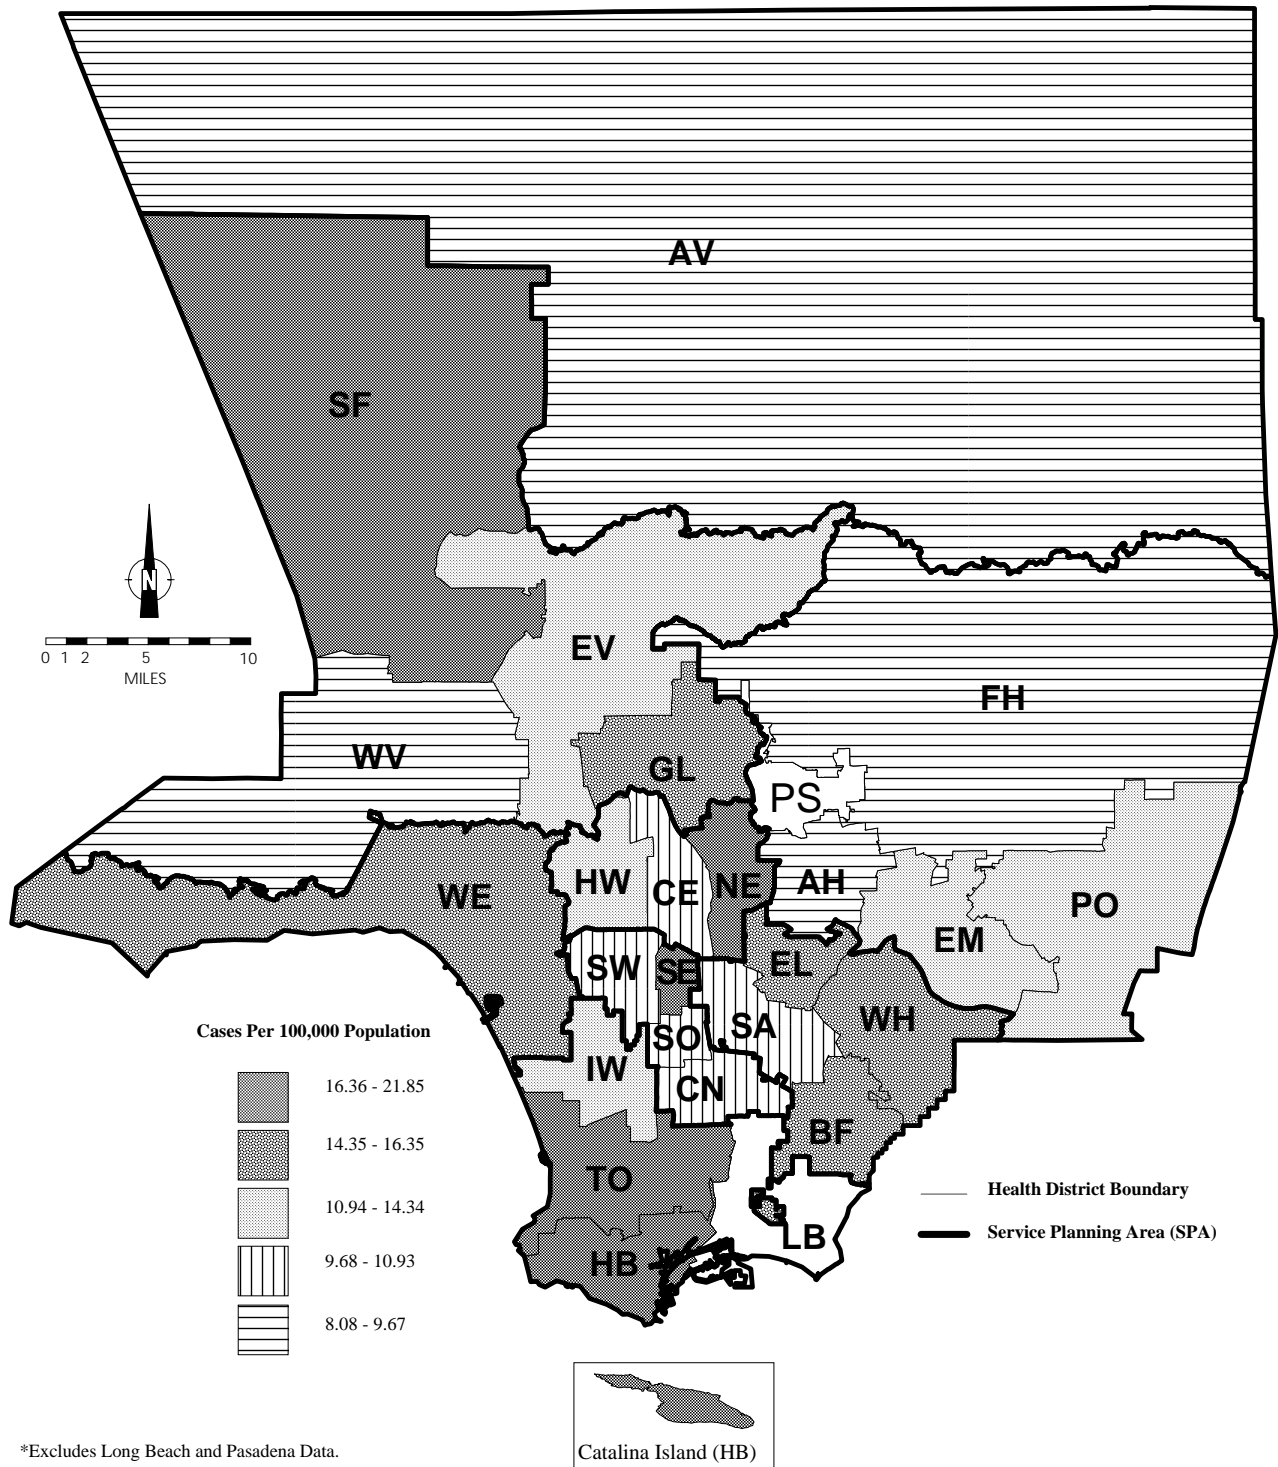 AV
SF
N
0 1 2 5 10
MILES
EV
FH
WV
GL
PS
HW
CE
NE
AH
WE
PO
EM
SW
SE
EL
SA
WH
SO
IW
CN
BF
TO
LB
HB
Cases Per 100,000 Population
16.36 - 21.85
14.35 - 16.35
10.94 - 14.34
9.68 - 10.93
8.08 - 9.67
Health District Boundary
Service Planning Area (SPA)
Catalina Island (HB)
*Excludes Long Beach and Pasadena Data.